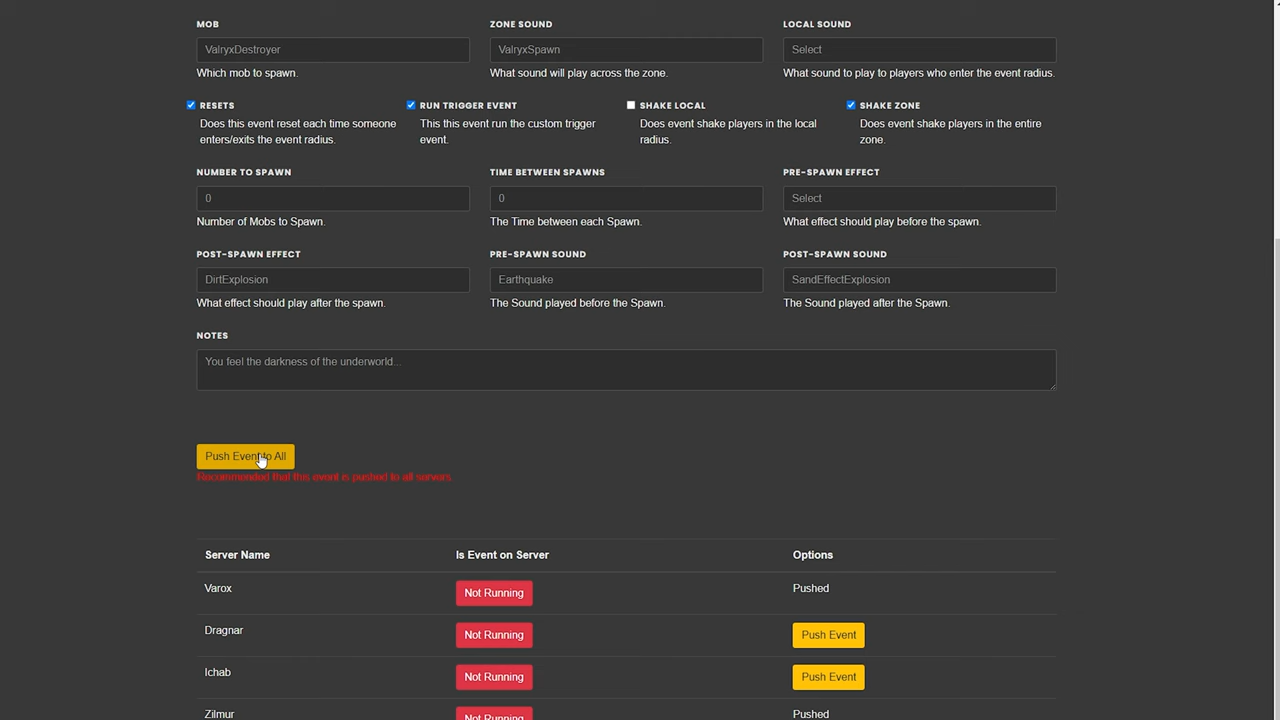 MOB ZONE SOUND LOCAL SOUND
ValryxDestroyer ValryxSpawn Select
Which mob to spawn. What sound will play across the zone. What sound to play to players who enter the event radius.
RESETS RUN TRIGGER EVENT SHAKE LOCAL SHAKE ZONE
Does this event reset each time someone This this event run the custom trigger Does event shake players in the local Does event shake players in the entire
enters/exits the event radius. event. radius. zone.
NUMBER TO SPAWN TIME BETWEEN SPAWNS PRE-SPAWN EFFECT
0 0 Select
Number of Mobs to Spawn. The Time between each Spawn. What effect should play before the spawn.
POST-SPAWN EFFECT PRE-SPAWN SOUND POST-SPAWN SOUND
DirtExplosion Earthquake SandEffectExplosion
What effect should play after the spawn. The Sound played before the Spawn. The Sound played after the Spawn.
NOTES
You feel the darkness of the underworld...
Push Event to All
Recommended that this event is pushed to all servers.
Server Name Is Event on Server Options
Varox Not Running Pushed
Dragnar Not Running Push Event
Ichab Not Running Push Event
Zilmur Not Running Pushed